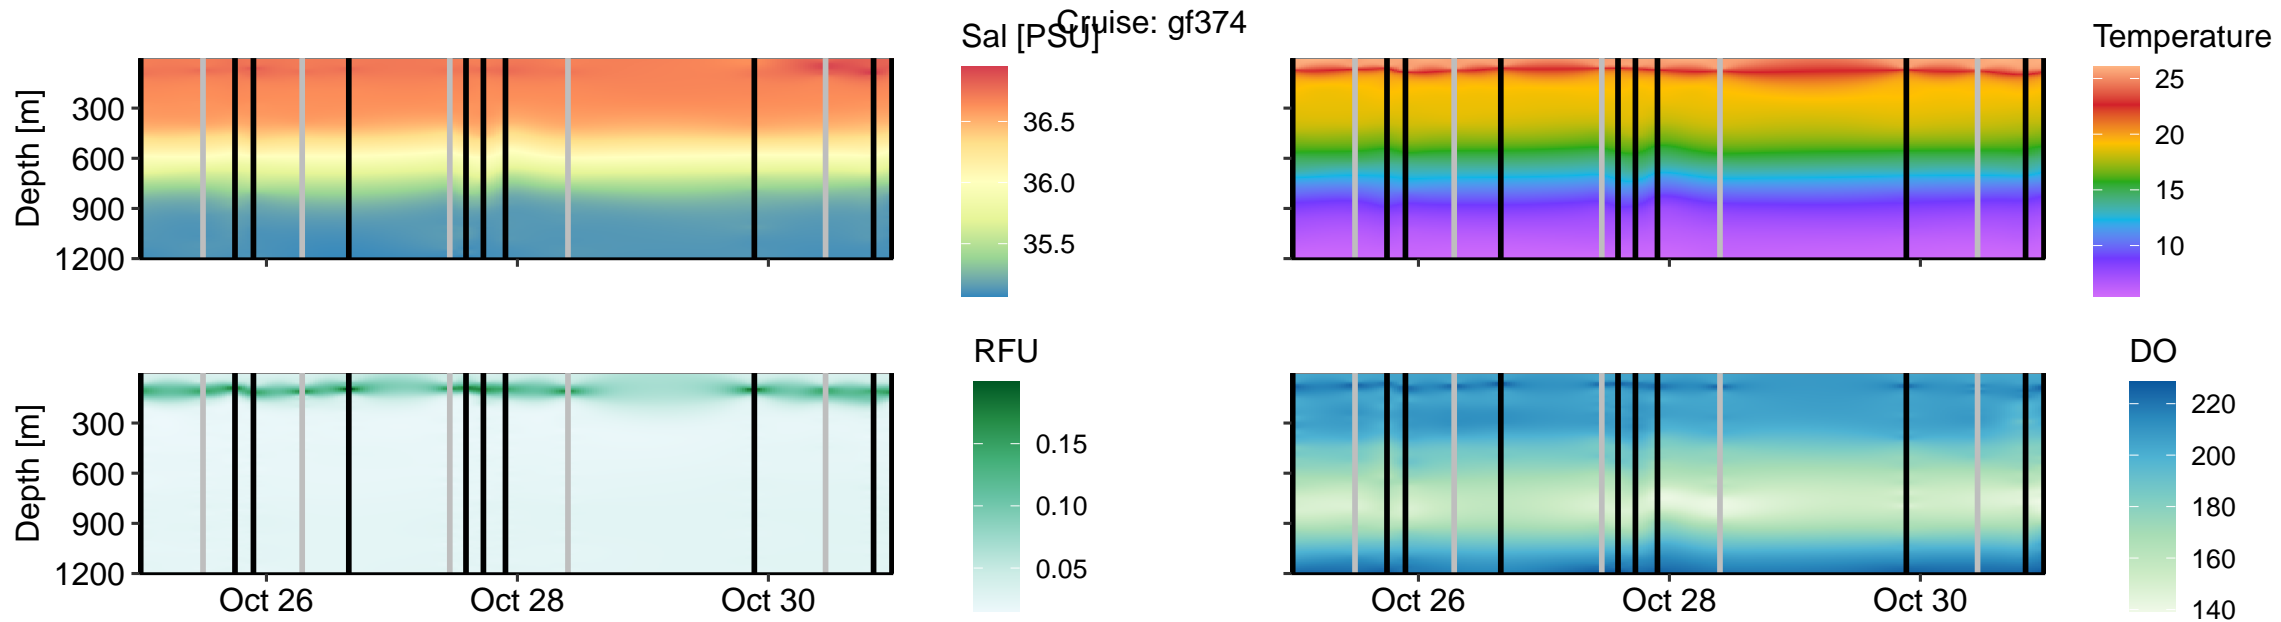 Cruise: gf374
Sal [PSU]
Depth [m]
300
600
900
1200
36.5
36.0
35.5
Temperature
25
20
15
10
RFU
Depth [m]
300
600
900
1200
Oct 26
Oct 28
Oct 30
0.15
0.10
0.05
DO
Oct 26
Oct 28
Oct 30
220
200
180
160
140